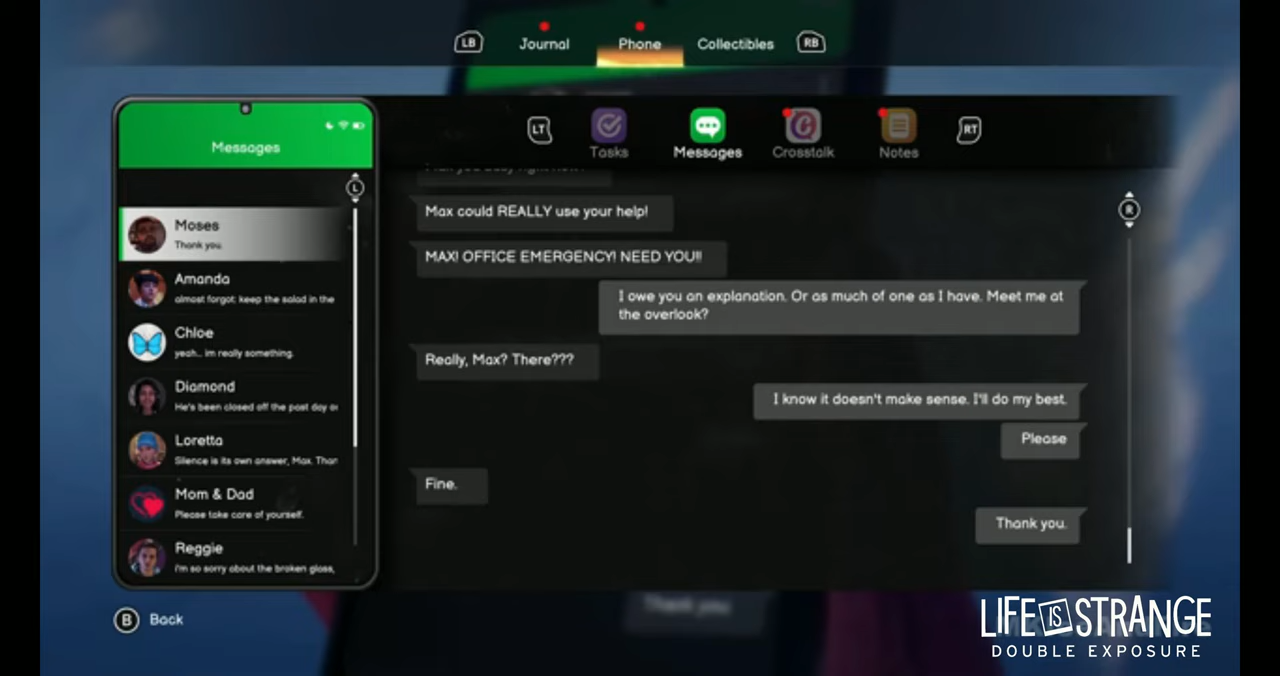 LB
Journal
Phone
Collectibles
RB
Messages
LT
Tasks
Messages
Crosstalk
Notes
RT
L
R
Moses
Thank you.
Amanda
almost forgot: keep the salad in the
Chloe
yeah... im really something.
Diamond
He's been closed off the past day o
Loretta
Silence is its own answer, Max. Than
Mom & Dad
Please take care of yourself.
Reggie
I'm so sorry about the broken glass,
Max could REALLY use your help!
MAX! OFFICE EMERGENCY! NEED YOU!!
I owe you an explanation. Or as much of one as I have. Meet me at
the overlook?
Really, Max? There???
I know it doesn't make sense. I'll do my best.
Please
Fine.
Thank you.
Thank you
B Back
LIFE IS STRANGE
DOUBLE EXPOSURE